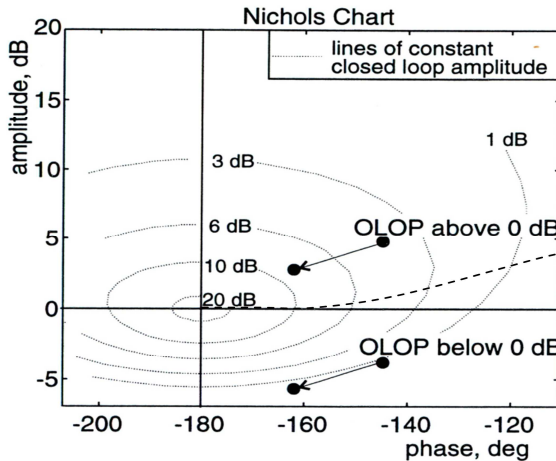 Nichols Chart
20
lines of constant
closed loop amplitude
amplitude, dB
15
10
5
0
-5
1 dB
3 dB
6 dB
10 dB
20 dB
OLOP above 0 dB
OLOP below 0 dB
-200
-180
-160
-140
-120
phase, deg